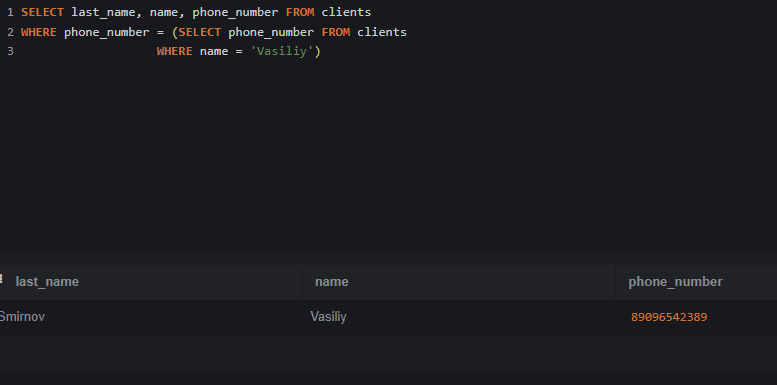 1 SELECT last_name, name, phone_number FROM clients
2 WHERE phone_number = (SELECT phone_number FROM clients
3 WHERE name = 'Vasiliy')
last_name name phone_number
Smirnov Vasiliy 89096542389